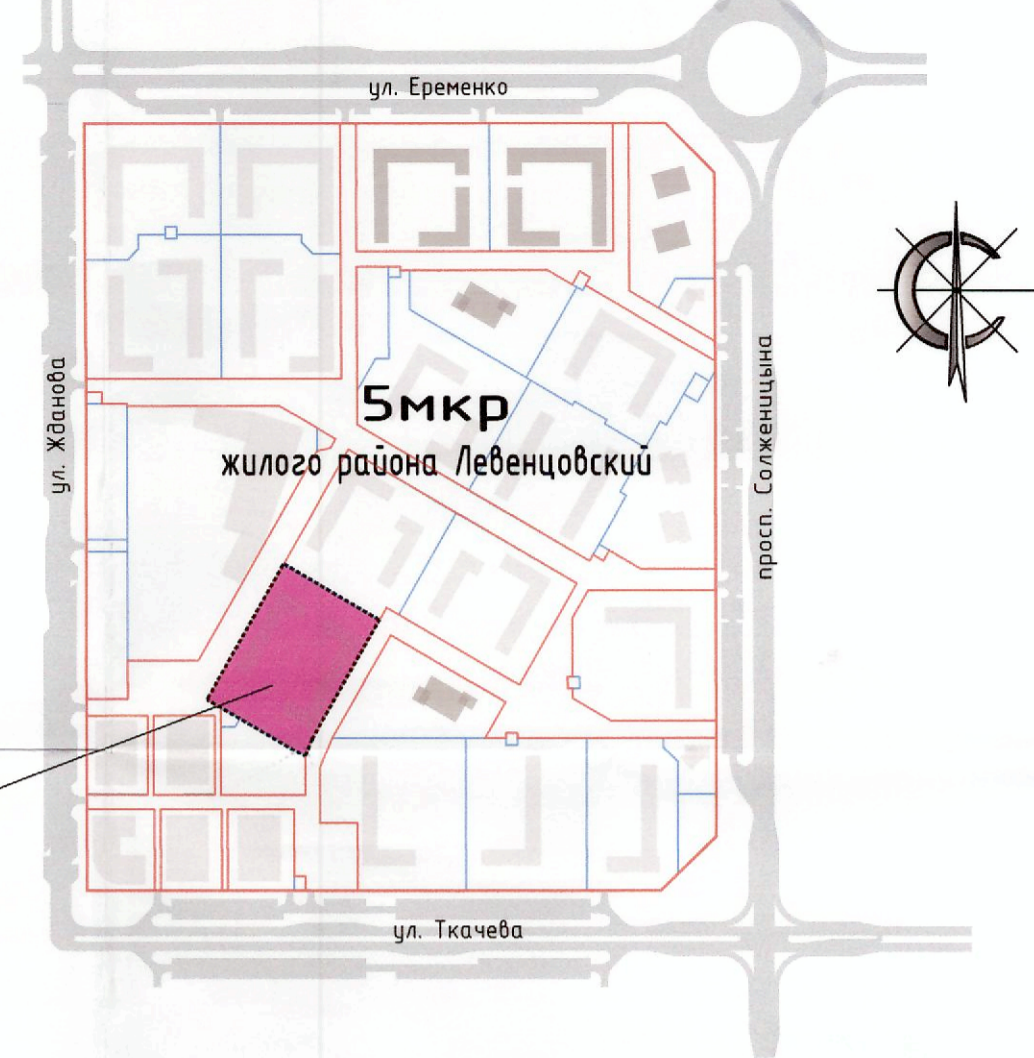 ул. Еременко
ул. Жданова
5мкр
жилого района Левенцовский
просп. Солженицына
ул. Ткачева